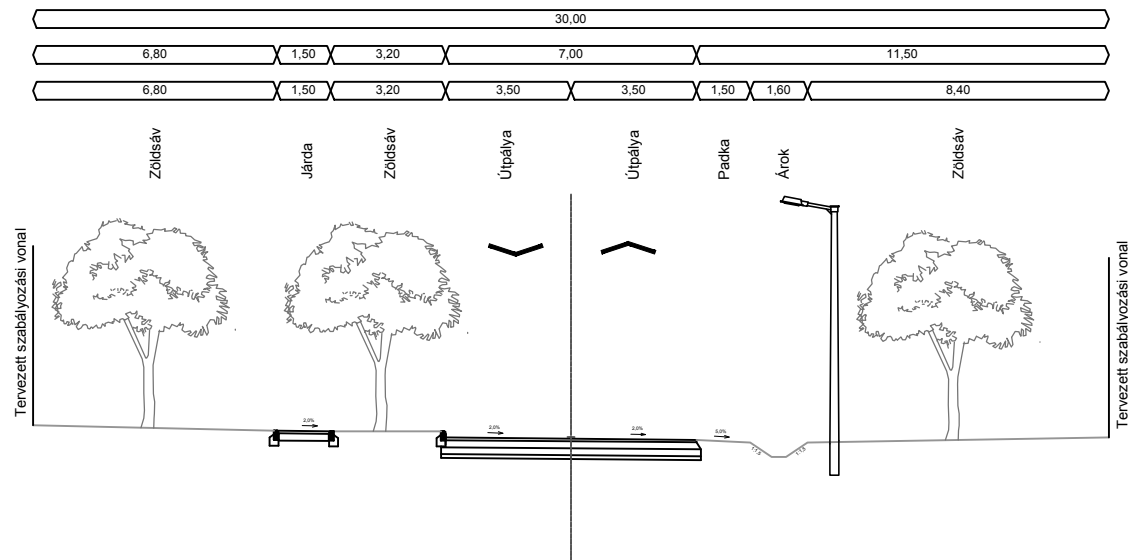 30,00
6,80 1,50 3,20 7,00 11,50
6,80 1,50 3,20 3,50 3,50 1,50 1,60 8,40
Zöldsáv
Járda
Zöldsáv
Útpálya
Útpálya
Padka
Árok
Zöldsáv
Tervezett szabályozási vonal
Tervezett szabályozási vonal
2,0%
2,0%
2,0%
5,0%